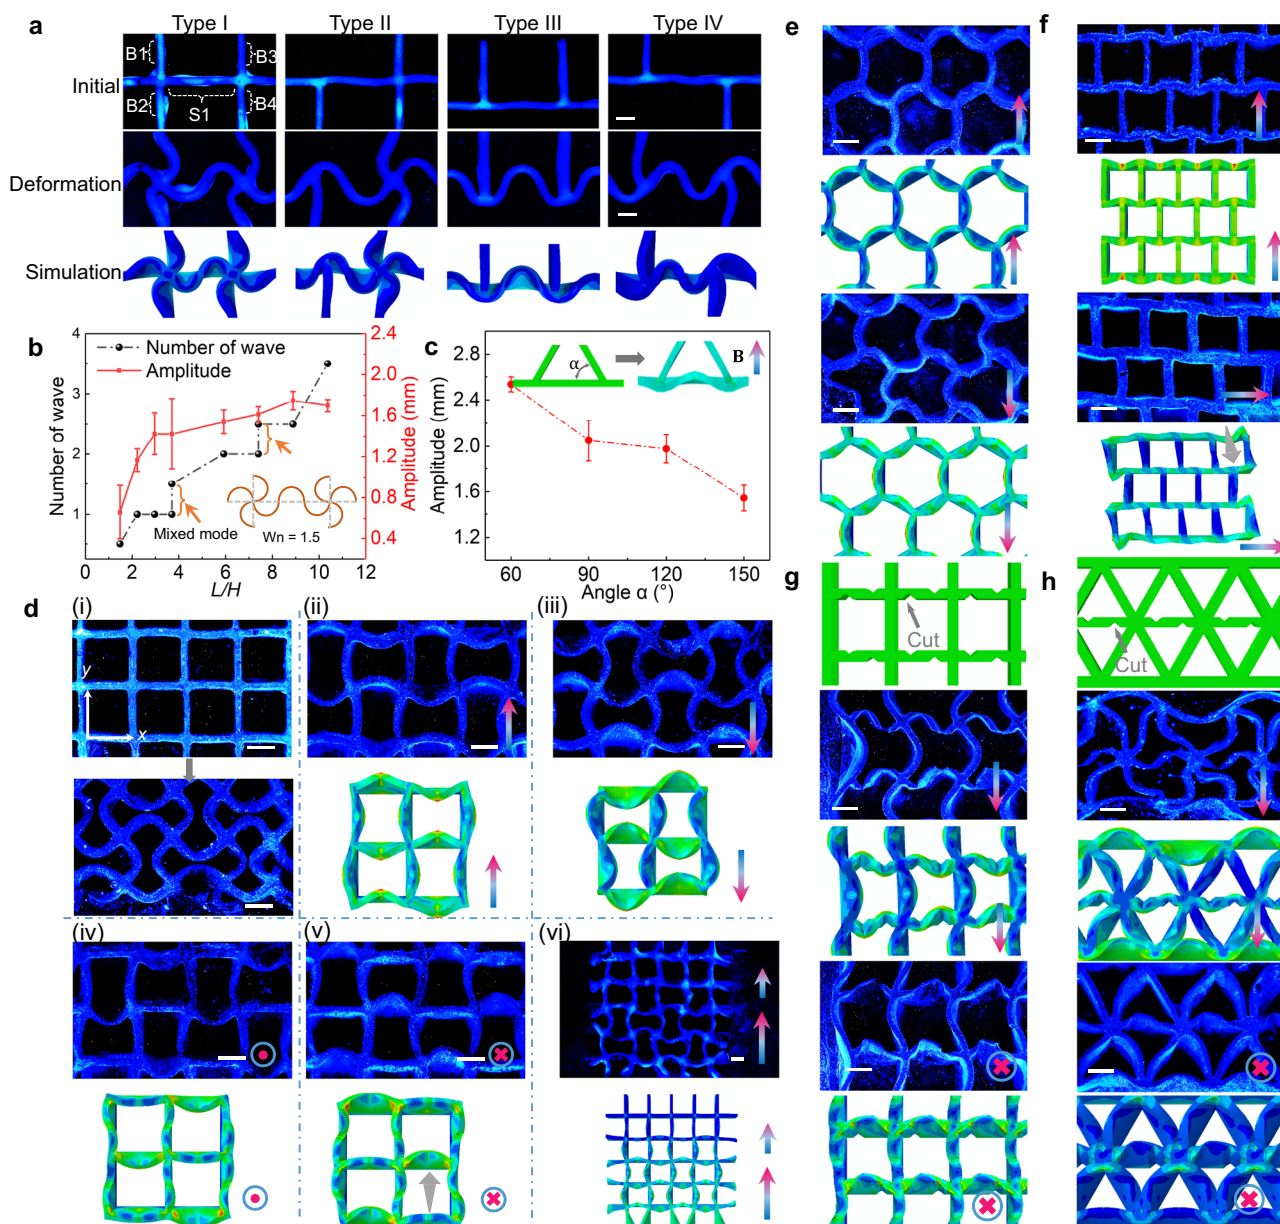 a
Type I
Type II
Type III
Type IV
Initial
B1
B3
B2
S1
B4
Deformation
Simulation
b
Number of wave
Amplitude
Number of wave
4
3
2
1
2.4
2.0
1.6
1.2
0.8
0.4
Amplitude (mm)
Mixed mode
Wn = 1.5
0
2
4
6
8
10
12
L/H
c
Amplitude (mm)
2.8
2.4
2.0
1.6
1.2
α
B
60
90
120
150
Angle α (°)
d
(i)
(ii)
(iii)
y
x
(iv)
(v)
(vi)
e
f
g
Cut
h
Cut